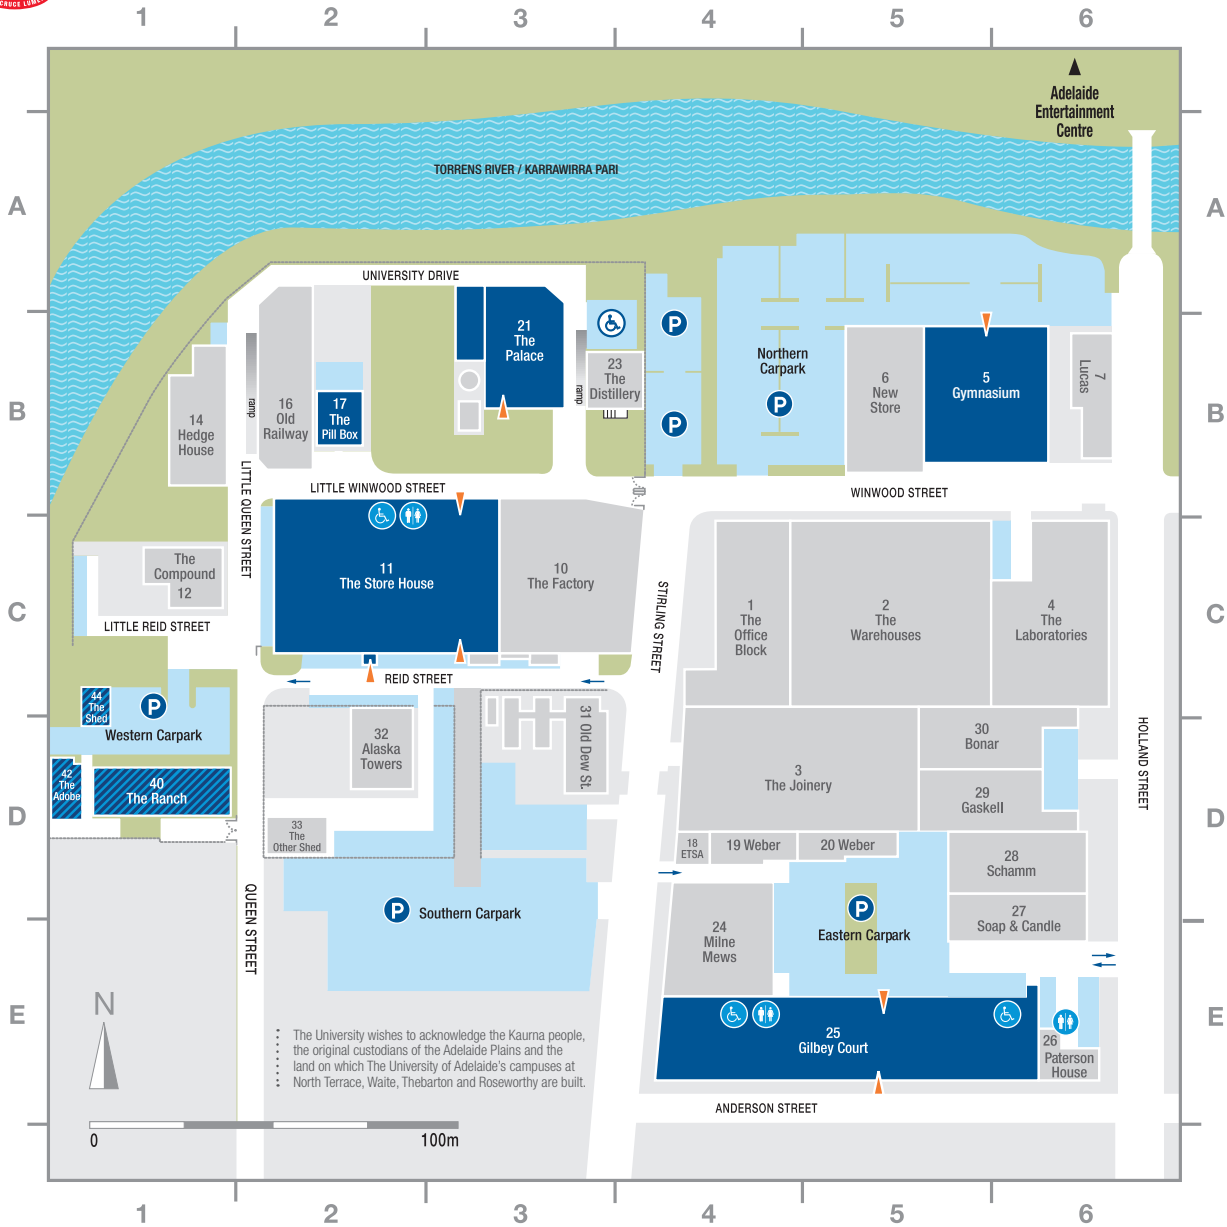 CRUCE LUMEN
1 2 3 4 5 6
Adelaide
Entertainment
Centre
TORRENS RIVER / KARRAWIRRA PARI
A A
UNIVERSITY DRIVE
21
The
Palace
23
The
Distillery
ramp
ramp
P
P
Northern
Carpark
P
6
New
Store
5
Gymnasium
7
Lucas
B B
14
Hedge
House
16
Old
Railway
17
The
Pill Box
LITTLE WINWOOD STREET
WINWOOD STREET
LITTLE QUEEN STREET
The
Compound
12
11
The Store House
10
The Factory
STIRLING STREET
1
The
Office
Block
2
The
Warehouses
4
The
Laboratories
C C
LITTLE REID STREET
REID STREET
44
The
Shed
P
Western Carpark
42
The
Adobe
40
The Ranch
32
Alaska
Towers
31 Old Dew St.
33
The
Other Shed
3
The Joinery
30
Bonar
29
Gaskell
HOLLAND STREET
D D
18
ETSA
19 Weber
20 Weber
28
Schamm
27
Soap & Candle
QUEEN STREET
P
Southern Carpark
24
Milne
Mews
P
Eastern Carpark
E E
25
Gilbey Court
26
Paterson
House
N
The University wishes to acknowledge the Kaurna people,
the original custodians of the Adelaide Plains and the
land on which The University of Adelaide's campuses at
North Terrace, Waite, Thebarton and Roseworthy are built.
ANDERSON STREET
0 100m
1 2 3 4 5 6